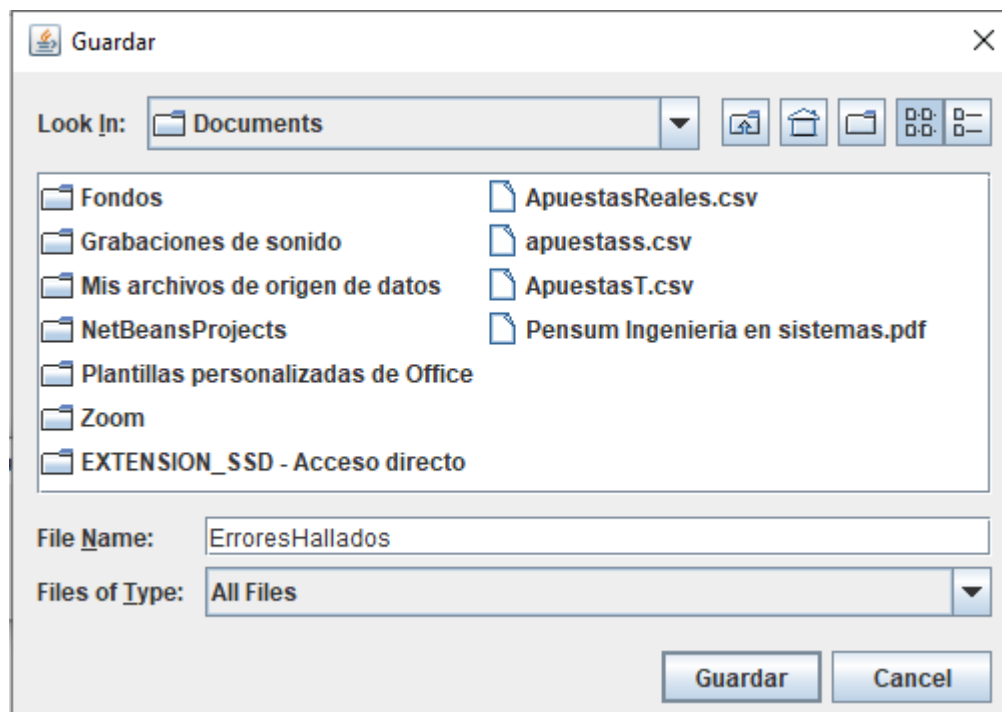 Guardar
Look In: Documents
Fondos
Grabaciones de sonido
Mis archivos de origen de datos
NetBeansProjects
Plantillas personalizadas de Office
Zoom
EXTENSION_SSD - Acceso directo
ApuestasReales.csv
apuestass.csv
ApuestasT.csv
Pensum Ingenieria en sistemas.pdf
File Name: ErroresHallados
Files of Type: All Files
Guardar Cancel